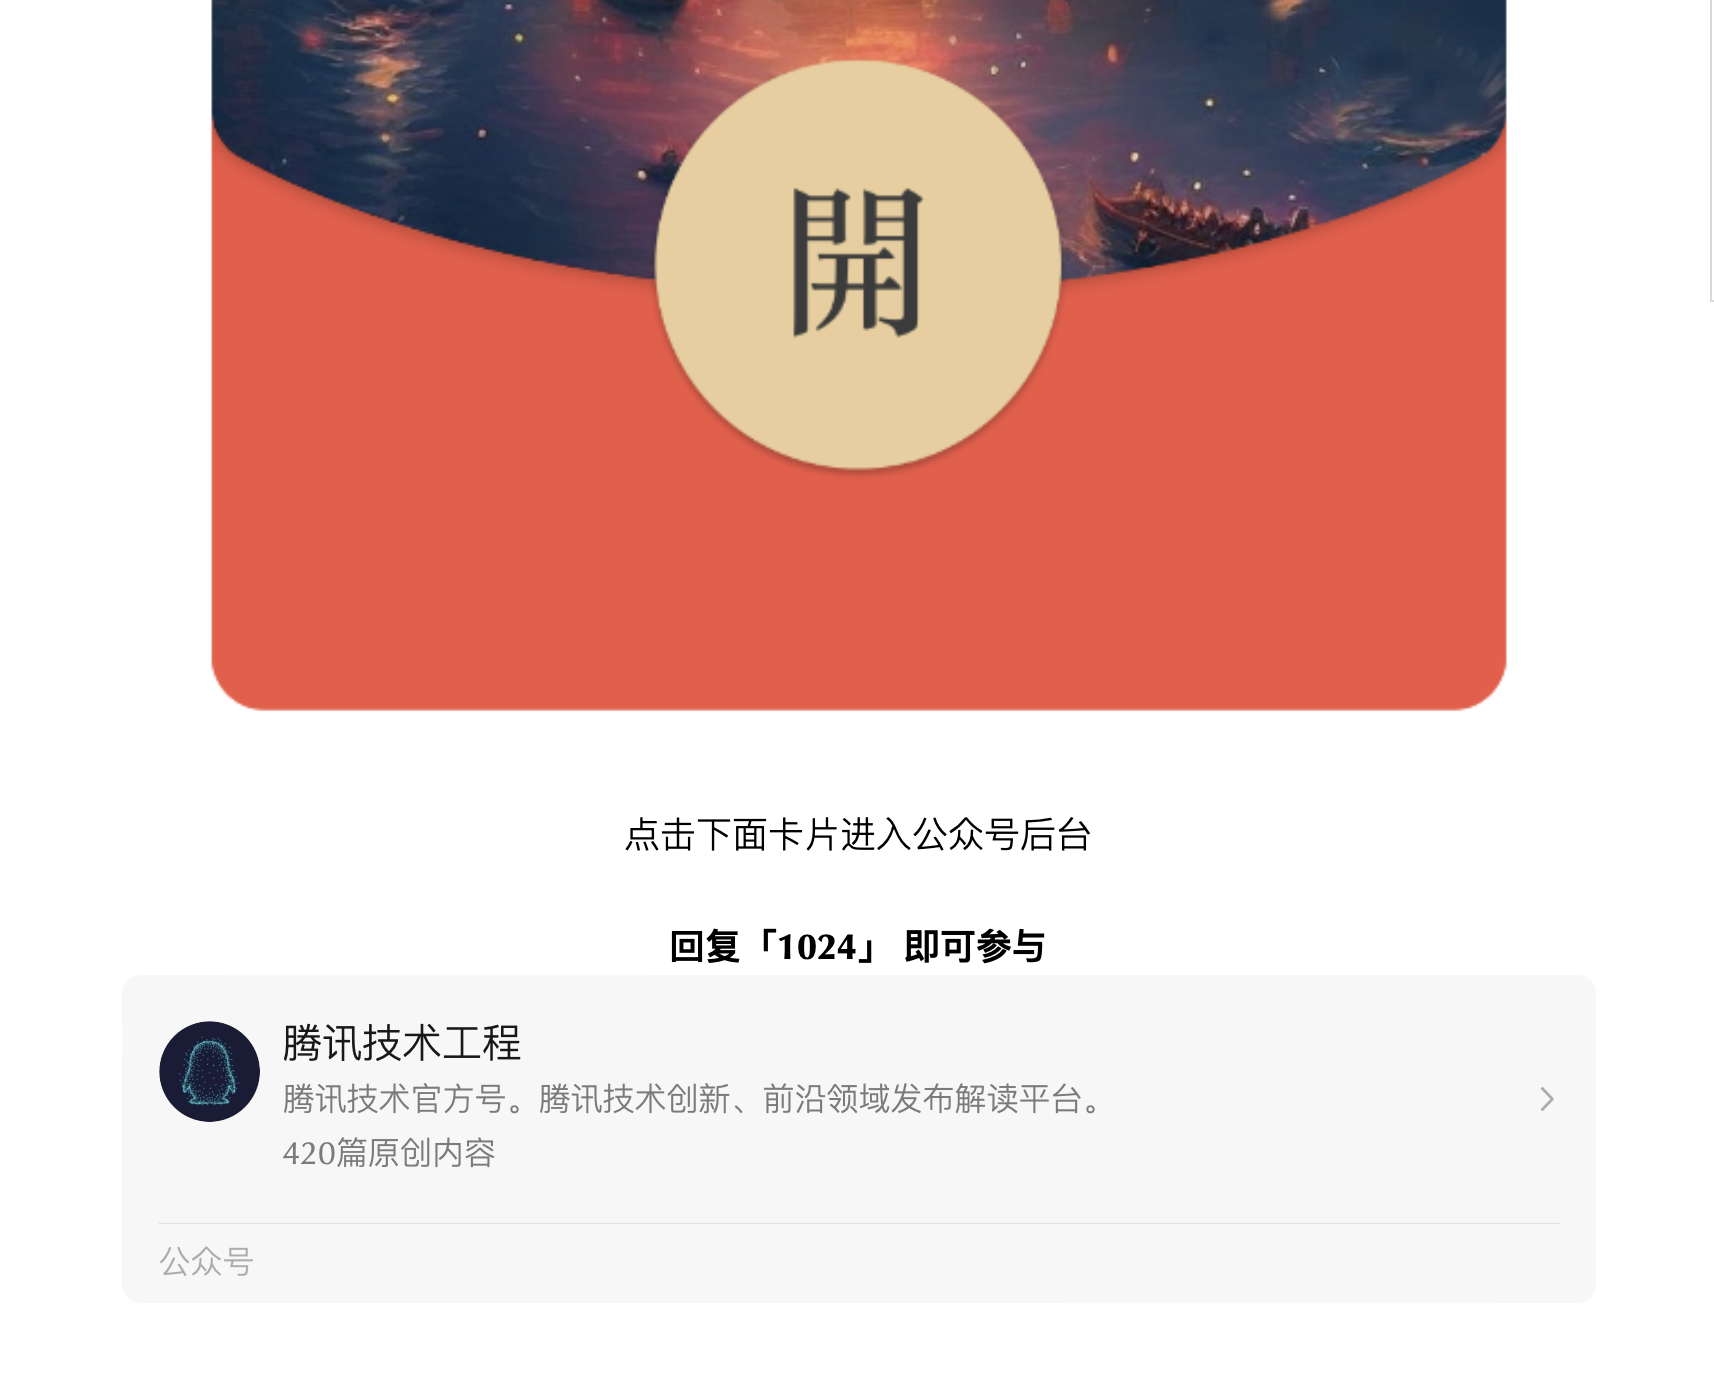 開
点击下面卡片进入公众号后台
回复「1024」 即可参与
腾讯技术工程
腾讯技术官方号。腾讯技术创新、前沿领域发布解读平台。
420篇原创内容
公众号